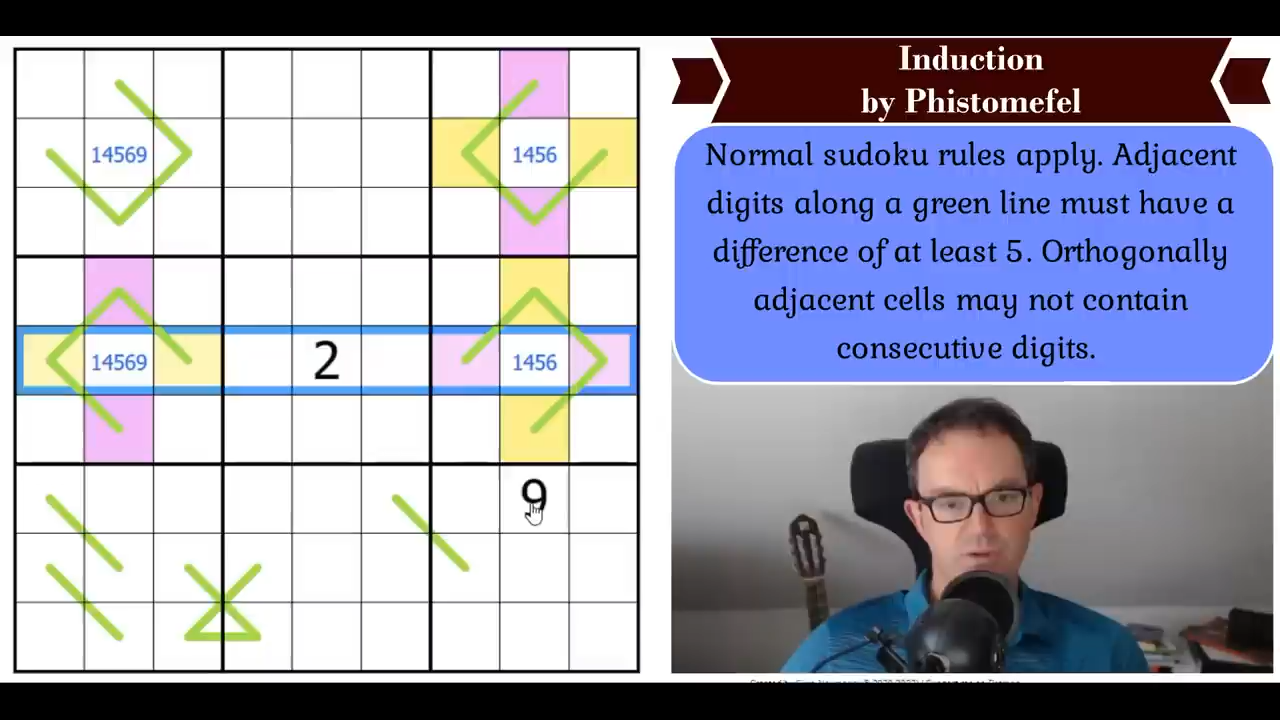 Induction
by Phistomefel
Normal sudoku rules apply. Adjacent
digits along a green line must have a
difference of at least 5. Orthogonally
adjacent cells may not contain
consecutive digits.
14569
1456
14569
2
1456
9